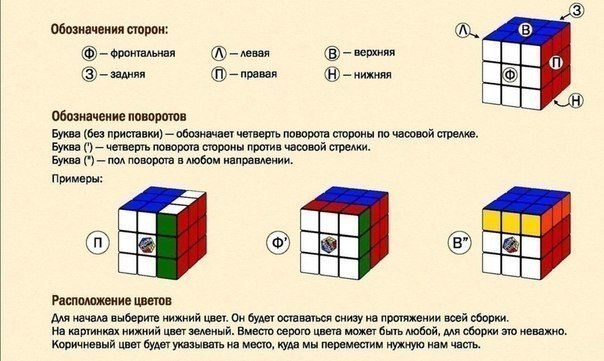 Обозначения сторон:
Ф — фронтальная
Л — левая
В — верхняя
З — задняя
П — правая
Н — нижняя
Л
В
З
Ф
П
Н
Обозначение поворотов
Буква (без приставки) — обозначает четверть поворота стороны по часовой стрелке.
Буква (') — четверть поворота стороны против часовой стрелки.
Буква (") — пол поворота в любом направлении.
Примеры:
П
Ф'
В"
Расположение цветов
Для начала выберите нижний цвет. Он будет оставаться снизу на протяжении всей сборки.
На картинках нижний цвет зеленый. Вместо серого цвета может быть любой, для сборки это неважно.
Коричневый цвет будет указывать на место, куда мы переместим нужную нам часть.